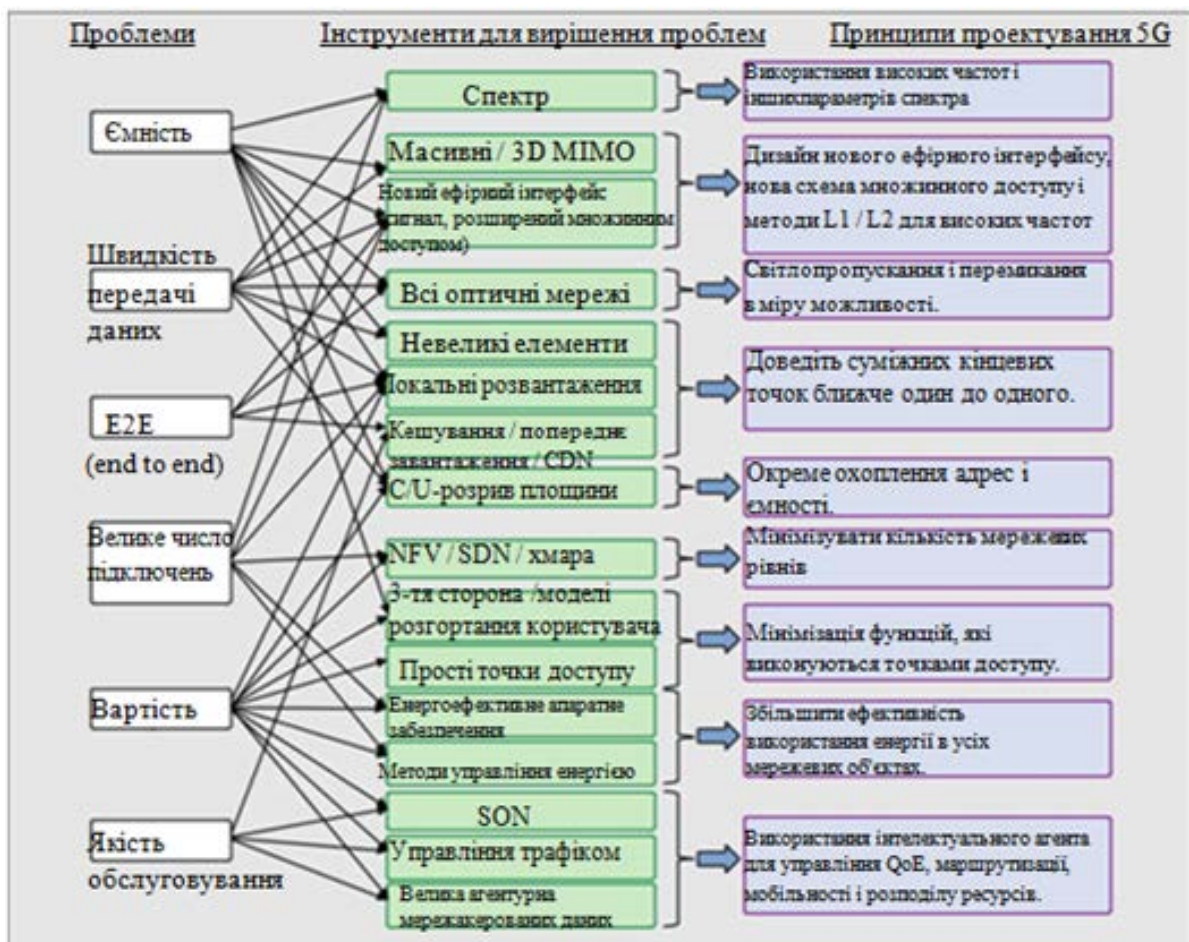 Проблеми
Інструменти для вирішення проблем
Принципи проектування 5G
Ємність
Швидкість
передачі
даних
E2E
(end to end)
Велике число
підключень
Вартість
Якість
обслуговування
Спектр
Масивні / 3D MIMO
Новий ефірний інтерфейс
сигнал, розширений множинним
доступом)
Всі оптичні мережі
Невеликі елементи
Локальні розвантаження
Кешування / попереднє
завантаження / CDN
C/U-розрив площини
NFV / SDN / хмара
3-тя сторона /моделі
розгортання користувача
Прості точки доступу
Енергоефективне апаратне
забезпечення
Методи управління енергією
SON
Управління трафіком
Велика агентурна
мережакерованих даних
Використання високих частот і
іншихпараметрів спектра
Дизайн нового ефірного інтерфейсу,
нова схема множинного доступу і
методи L1 / L2 для високих частот
Світлопропускання і перемикання
в міру можливості.
Доведіть суміжних кінцевих
точок ближче один до одного.
Окреме охоплення адрес і
ємності.
Мінімізувати кількість мережевих
рівнів
Мінімізація функцій, які
виконуються точками доступу.
Збільшити ефективність
використання енергії в усіх
мережевих об'єктах.
Використання інтелектуального агента
для управління QoE, маршрутизації,
мобільності і розподілу ресурсів.